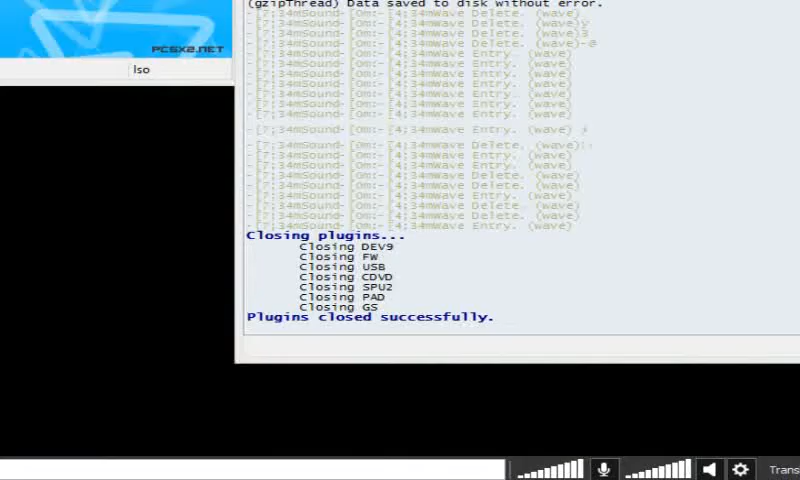 (gzipThread) Data saved to disk without error.
-[7;34mSound-[0m:-[4;34mWave Delete. (wave)
-[7;34mSound-[0m:-[4;34mWave Delete. (wave)y
-[7;34mSound-[0m:-[4;34mWave Delete. (wave)3
-[7;34mSound-[0m:-[4;34mWave Delete. (wave)-@
-[7;34mSound-[0m:-[4;34mWave Entry. (wave)
-[7;34mSound-[0m:-[4;34mWave Entry. (wave)
-[7;34mSound-[0m:-[4;34mWave Entry. (wave)
-[7;34mSound-[0m:-[4;34mWave Entry. (wave)
-[7;34mSound-[0m:-[4;34mWave Entry. (wave)
-[7;34mSound-[0m:-[4;34mWave Entry. (wave)
-[7;34mSound-[0m:-[4;34mWave Entry. (wave)
-[7;34mSound-[0m:-[4;34mWave Entry. (wave)
-[7;34mSound-[0m:-[4;34mWave Delete. (wave)
-[7;34mSound-[0m:-[4;34mWave Entry. (wave)
-[7;34mSound-[0m:-[4;34mWave Entry. (wave)
-[7;34mSound-[0m:-[4;34mWave Delete. (wave)
-[7;34mSound-[0m:-[4;34mWave Delete. (wave)
-[7;34mSound-[0m:-[4;34mWave Entry. (wave)
-[7;34mSound-[0m:-[4;34mWave Delete. (wave)
-[7;34mSound-[0m:-[4;34mWave Delete. (wave)
-[7;34mSound-[0m:-[4;34mWave Entry. (wave)
Closing plugins...
Closing DEV9
Closing FW
Closing USB
Closing CDVD
Closing SPU2
Closing PAD
Closing GS
Plugins closed successfully.
PCSX2.NET
Iso
Trans